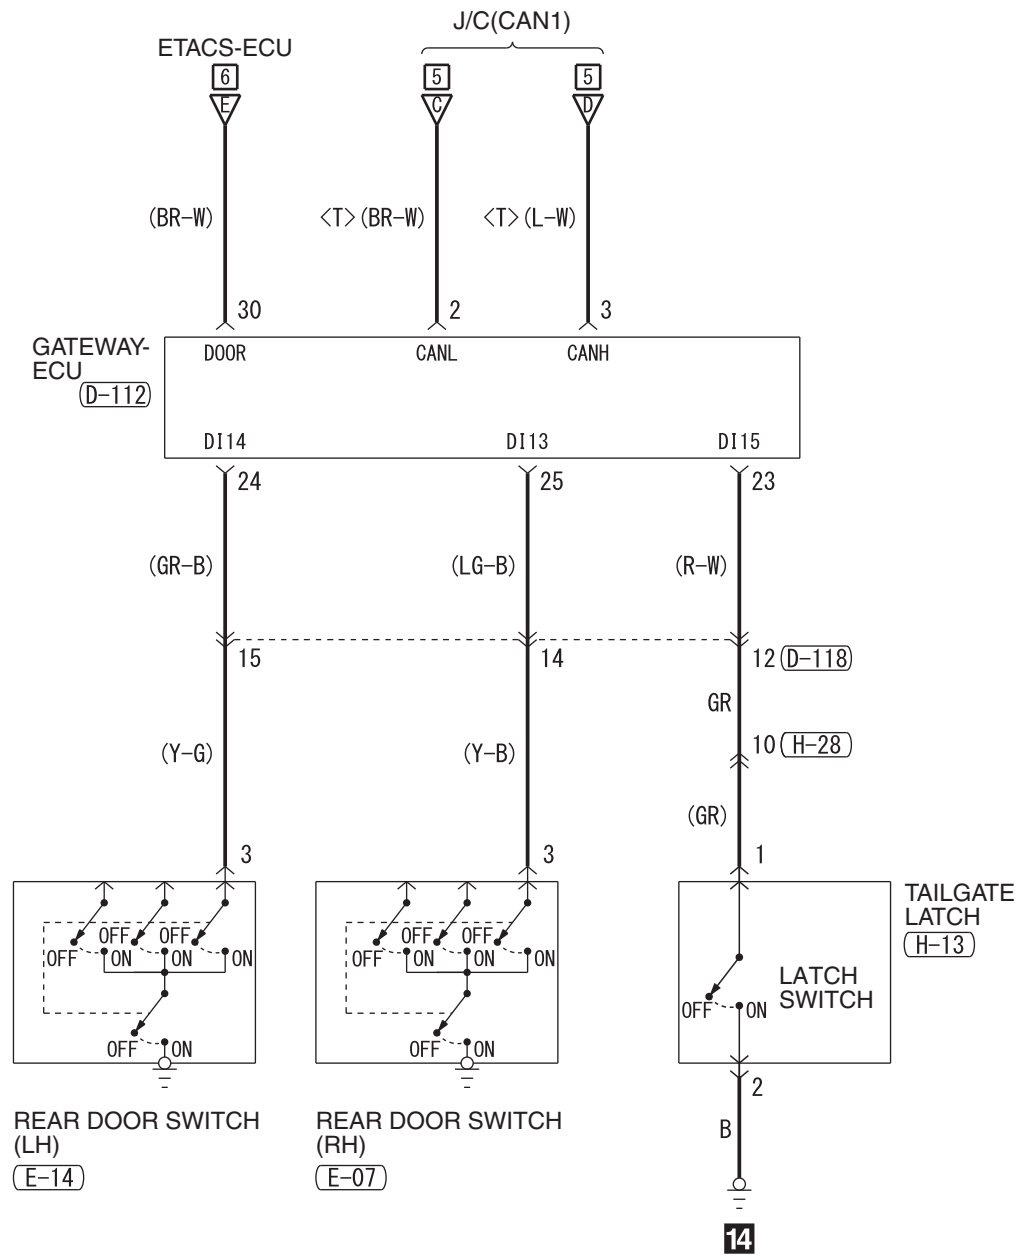 J/C(CAN1)
ETACS-ECU
6 5 5
E C D
(BR-W) <T>(BR-W) <T>(L-W)
30 2 3
GATEWAY-
ECU
D-112
DOOR CANL CANH
DI14 DI13 DI15
24 25 23
(GR-B) (LG-B) (R-W)
15 14 12 D-118
GR
10 H-28
(Y-G) (Y-B)
(GR)
3 3 1
TAILGATE
LATCH
H-13
OFF OFF OFF OFF
OFF ON ON ON OFF ON ON ON
LATCH
SWITCH
OFF ON
OFF ON OFF ON
2
REAR DOOR SWITCH
(LH)
E-14
REAR DOOR SWITCH
(RH)
E-07
B
14